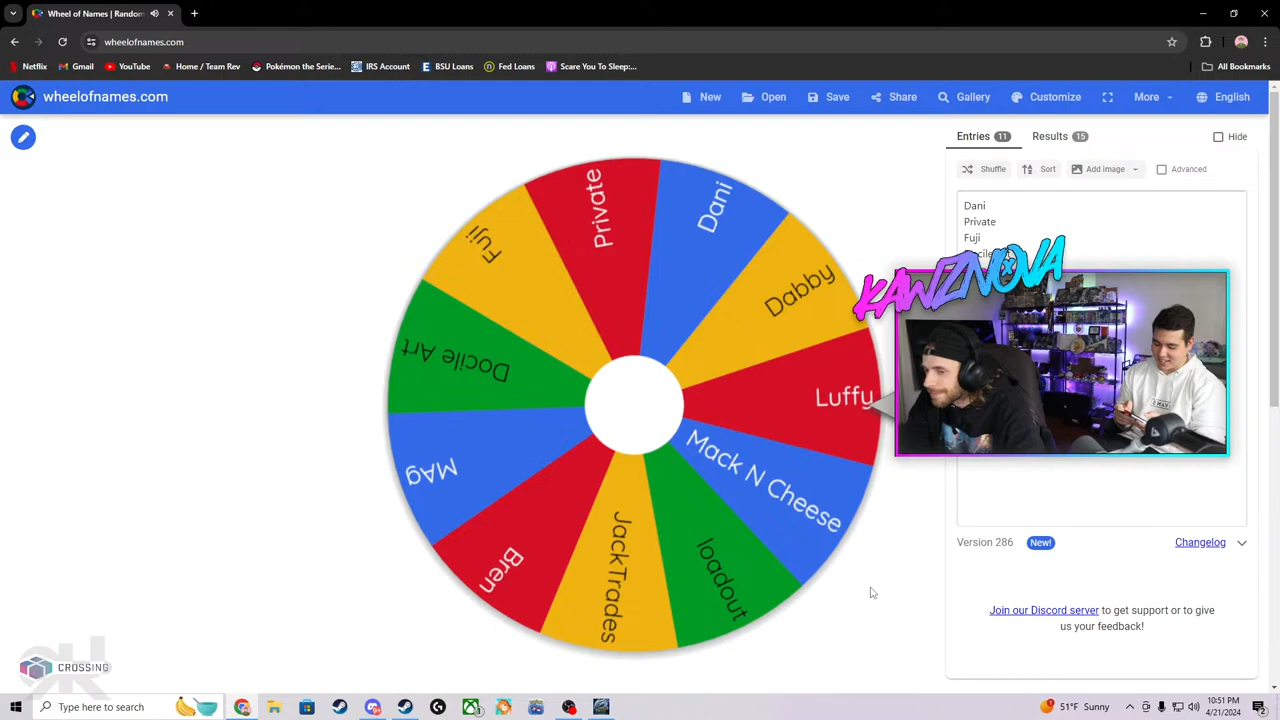 Wheel of Names | Random
wheelofnames.com
Netflix
Gmail
YouTube
Home / Team Rev
Pokémon the Serie...
IRS Account
BSU Loans
Fed Loans
Scare You To Sleep:...
All Bookmarks
wheelofnames.com
New
Open
Save
Share
Gallery
Customize
More
English
Entries 11
Results 15
Hide
Shuffle
Sort
Add image
Advanced
Dani
Private
Fuji
KAWZNOVA
Private
Dani
Dabby
Luffy
Mack N Cheese
loadout
JackTrades
Bren
MAg
Docile Art
Fuji
Version 286 New! Changelog
Join our Discord server to get support or to give
us your feedback!
CROSSING
Type here to search
51°F Sunny
10:51 PM
4/21/2024